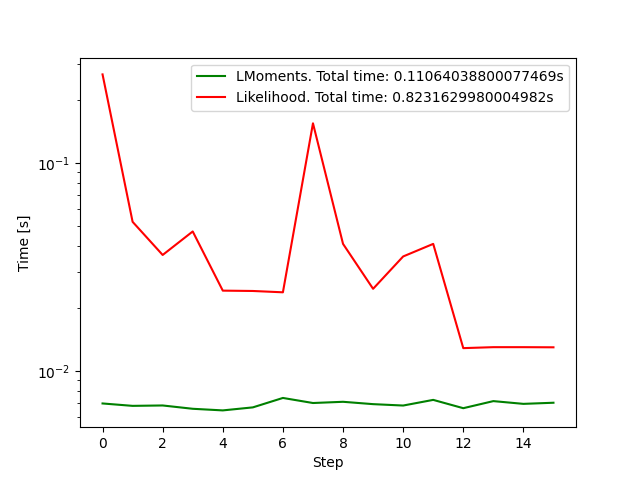 LMoments. Total time: 0.11064038800077469s
Likelihood. Total time: 0.8231629980004982s
10⁻¹
10⁻²
Time [s]
0 2 4 6 8 10 12 14
Step